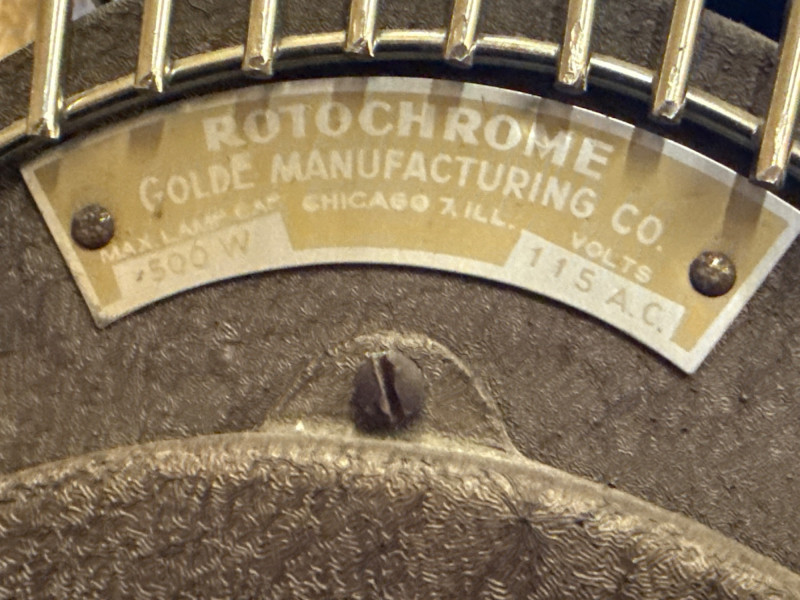 ROTOCHROME
GOLDE MANUFACTURING CO.
CHICAGO 7, ILL.
MAX LAMP CAP
500 W
VOLTS
115 A.C.